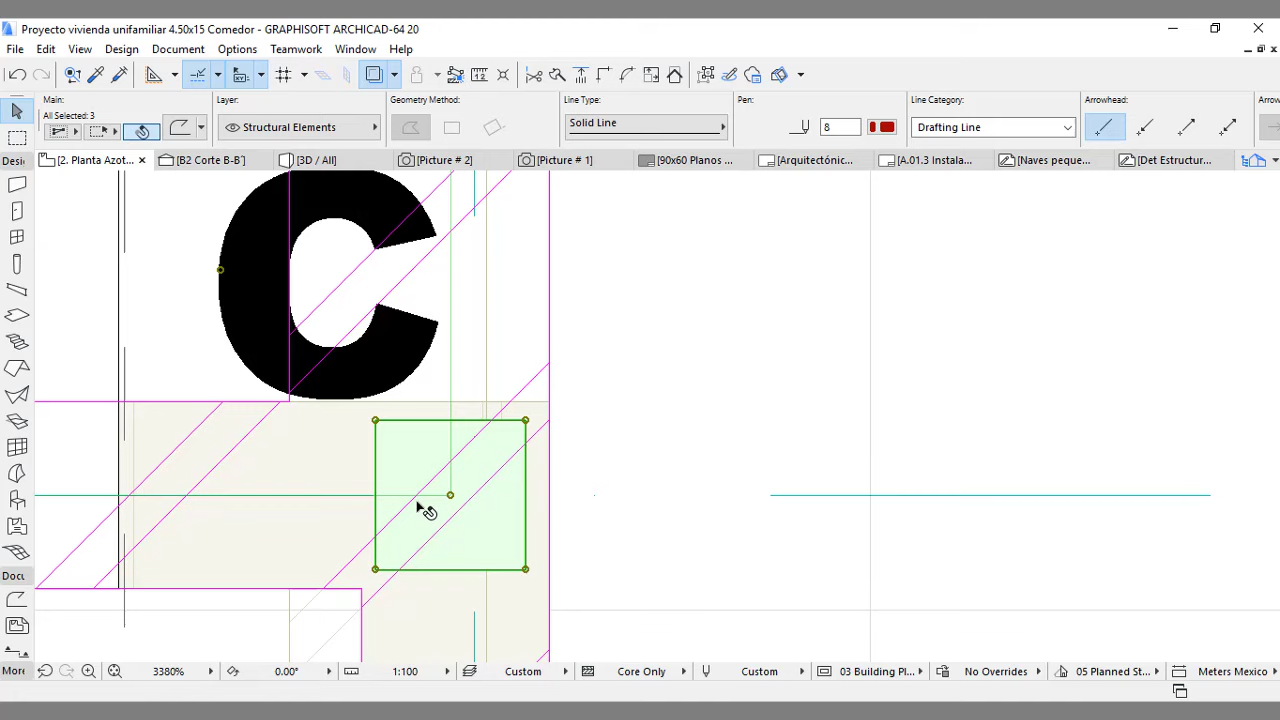 Proyecto vivienda unifamiliar 4.50x15 Comedor - GRAPHISOFT ARCHICAD-64 20
File Edit View Design Document Options Teamwork Window Help
Main:
All Selected: 3
Layer:
Structural Elements
Geometry Method:
Line Type:
Solid Line
Pen:
8
Line Category:
Drafting Line
Arrowhead:
Arrow
[2. Planta Azot... [B2 Corte B-B'] [3D / All] [Picture # 2] [Picture # 1] [90x60 Planos ... [Arquitectónic... [A.01.3 Instala... [Naves peque... [Det Estructur...
Desi
C
Docu
More
3380% 0.00° 1:100 Custom Core Only Custom 03 Building Pl... No Overrides 05 Planned St... Meters Mexico